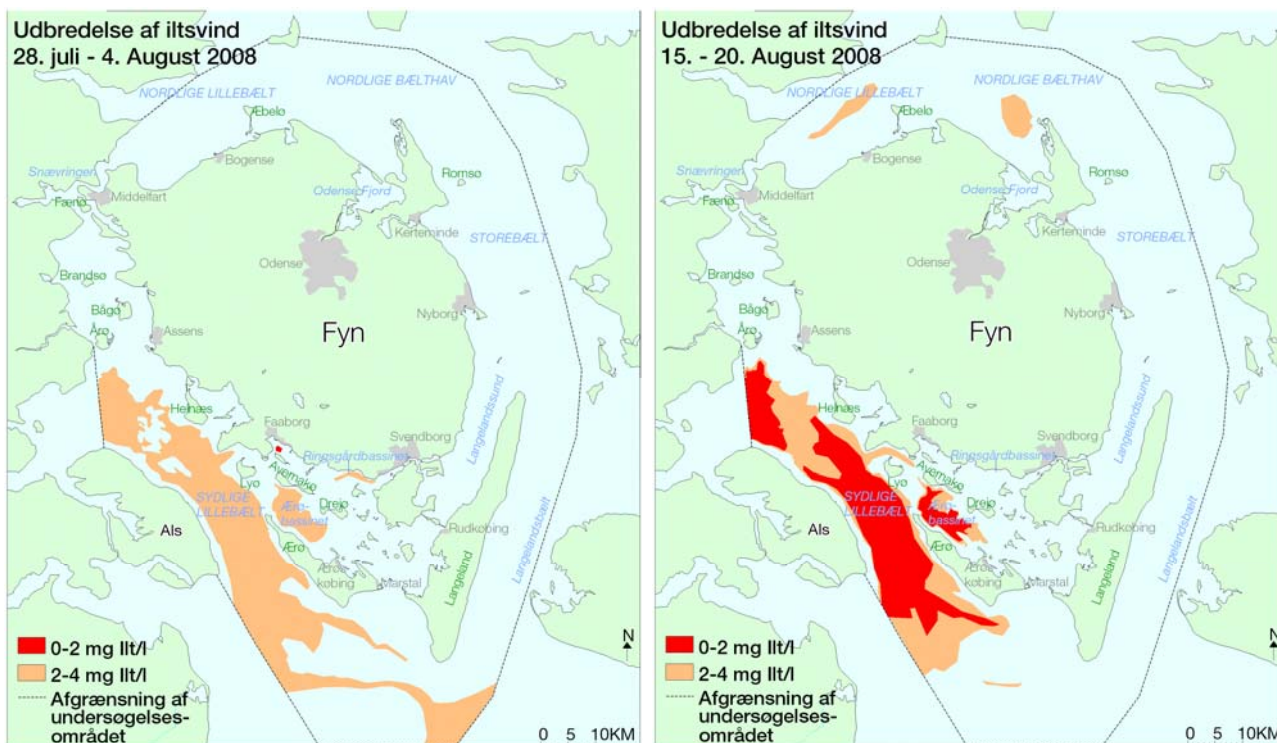 Udbredelse af iltsvind
28. juli - 4. August 2008
NORDLIGE BÆLTHAV
NORDLIGE LILLEBÆLT
Æbelø
Bogense
Snævringen
Romsø
Middelfart
Odense Fjord
Fænø
Kerteminde
STOREBÆLT
Odense
Brandsø
Bågø
Nyborg
Årø
Assens
Fyn
Langelandssund
Helnæs
Faaborg
Svendborg
Ringsgårdbassinet
Avernakø
Lyø
SYDLIGE
LILLEBÆLT
Drejø
Ærø-
bassinet
Als
Rudkøbing
Langelandsbælt
Ærø
Ærøs
købing
Marstal
Langeland
N
0-2 mg Ilt/l
2-4 mg Ilt/l
Afgrænsning af
undersøgelses-
området
0 5 10KM
Udbredelse af iltsvind
15. - 20. August 2008
NORDLIGE BÆLTHAV
NORDLIGE LILLEBÆLT
Æbelø
Bogense
Snævringen
Romsø
Middelfart
Odense Fjord
Fænø
Kerteminde
STOREBÆLT
Odense
Brandsø
Bågø
Nyborg
Årø
Assens
Fyn
Langelandssund
Helnæs
Faaborg
Svendborg
Ringsgårdbassinet
Avernakø
Lyø
SYDLIGE
LILLEBÆLT
Drejø
Ærø-
bassinet
Als
Rudkøbing
Langelandsbælt
Ærø
Ærøs
købing
Marstal
Langeland
N
0-2 mg Ilt/l
2-4 mg Ilt/l
Afgrænsning af
undersøgelses-
området
0 5 10KM